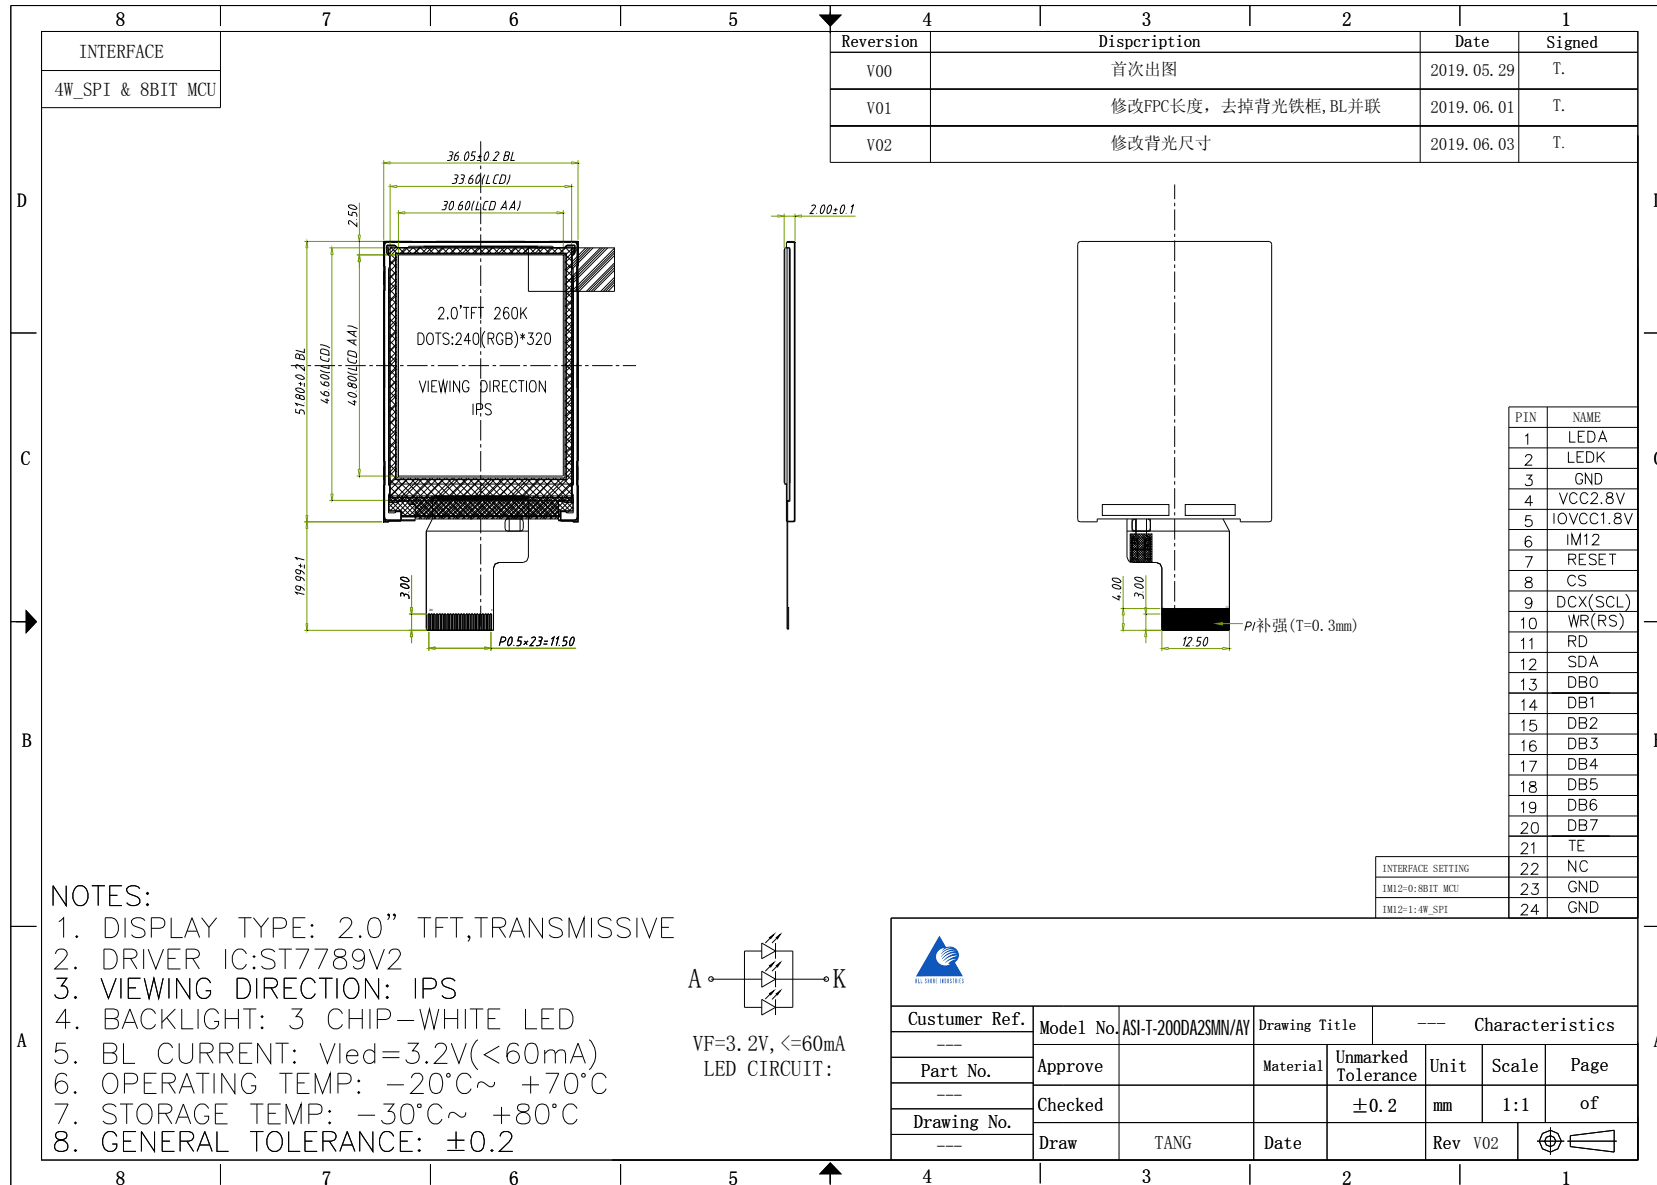 8 7 6 5 4 3 2 1
INTERFACE
4W_SPI & 8BIT MCU
Reversion Dispcription Date Signed
V00 首次出图 2019.05.29 T.
V01 修改FPC长度，去掉背光铁框,BL并联 2019.06.01 T.
V02 修改背光尺寸 2019.06.03 T.
D
C
B
A
36.05±0.2 BL
33.60(LCD)
30.60(LCD AA)
2.50
51.80±0.2 BL
46.60(LCD)
40.80(LCD AA)
19.99±1
3.00
P0.5×23=11.50
2.0'TFT 260K
DOTS:240(RGB)*320
VIEWING DIRECTION
IPS
2.00±0.1
4.00
3.00
12.50
PI补强(T=0.3mm)
PIN NAME
1 LEDA
2 LEDK
3 GND
4 VCC2.8V
5 IOVCC1.8V
6 IM12
7 RESET
8 CS
9 DCX(SCL)
10 WR(RS)
11 RD
12 SDA
13 DB0
14 DB1
15 DB2
16 DB3
17 DB4
18 DB5
19 DB6
20 DB7
21 TE
22 NC
23 GND
24 GND
INTERFACE SETTING
IM12=0:8BIT MCU
IM12=1:4W_SPI
NOTES:
1. DISPLAY TYPE: 2.0” TFT,TRANSMISSIVE
2. DRIVER IC:ST7789V2
3. VIEWING DIRECTION: IPS
4. BACKLIGHT: 3 CHIP-WHITE LED
5. BL CURRENT: Vled=3.2V(<60mA)
6. OPERATING TEMP: -20°C~ +70°C
7. STORAGE TEMP: -30°C~ +80°C
8. GENERAL TOLERANCE: ±0.2
A K
VF=3.2V,<=60mA
LED CIRCUIT:
ALL SHARE INDUSTRIES
Custumer Ref.
---
Part No.
---
Drawing No.
---
Model No. ASI-T-200DA2SMN/AY Drawing Title --- Characteristics
Approve Material Unmarked Tolerance Unit Scale Page
Checked ±0.2 mm 1:1 of
Draw TANG Date Rev V02
8 7 6 5 4 3 2 1